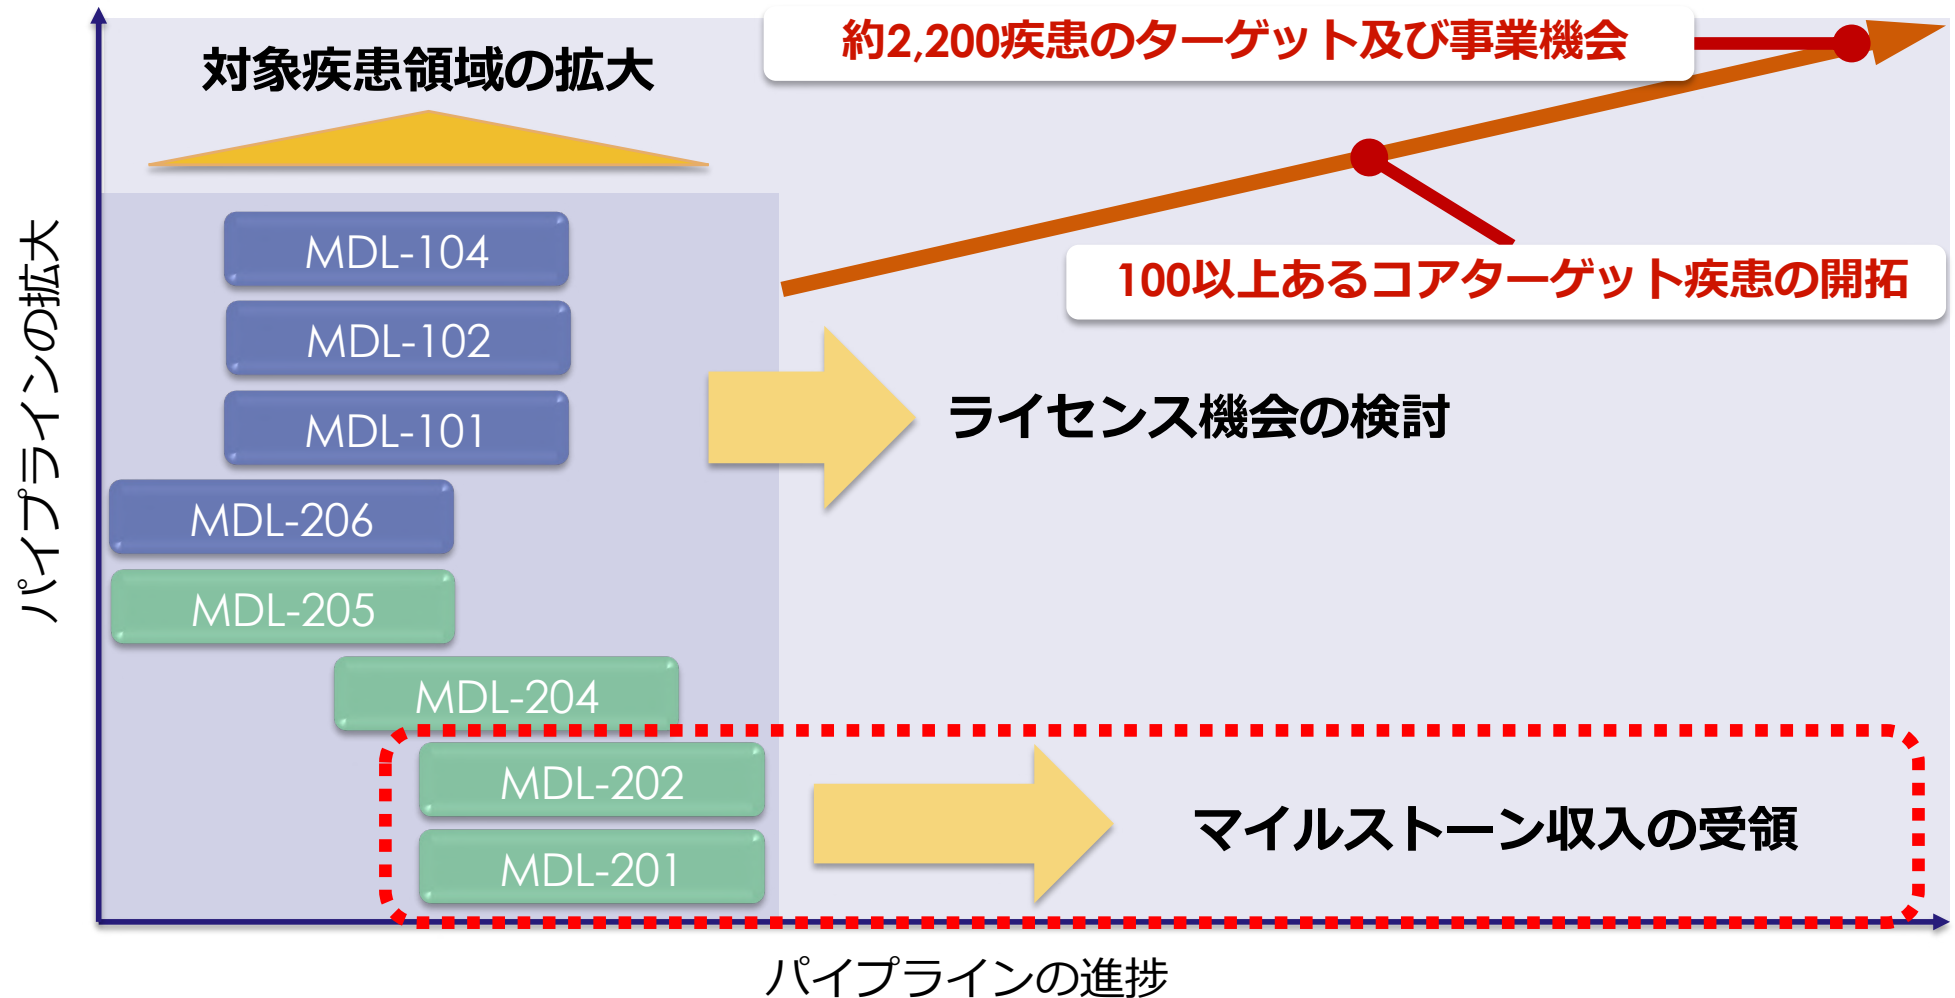 約2,200疾患のターゲット及び事業機会
対象疾患領域の拡大
100以上あるコアターゲット疾患の開拓
MDL-104
MDL-102
MDL-101
MDL-206
MDL-205
MDL-204
MDL-202
MDL-201
ライセンス機会の検討
マイルストーン収入の受領
パイプラインの拡大
パイプラインの進捗